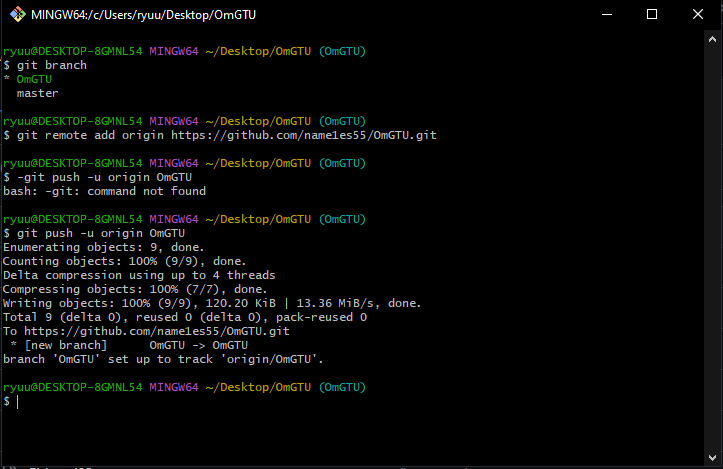 MINGW64:/c/Users/ryuu/Desktop/OmGTU
ryuu@DESKTOP-8GMNL54 MINGW64 ~/Desktop/OmGTU (OmGTU)
$ git branch
* OmGTU
  master
ryuu@DESKTOP-8GMNL54 MINGW64 ~/Desktop/OmGTU (OmGTU)
$ git remote add origin https://github.com/name1es55/OmGTU.git
ryuu@DESKTOP-8GMNL54 MINGW64 ~/Desktop/OmGTU (OmGTU)
$ -git push -u origin OmGTU
bash: -git: command not found
ryuu@DESKTOP-8GMNL54 MINGW64 ~/Desktop/OmGTU (OmGTU)
$ git push -u origin OmGTU
Enumerating objects: 9, done.
Counting objects: 100% (9/9), done.
Delta compression using up to 4 threads
Compressing objects: 100% (7/7), done.
Writing objects: 100% (9/9), 120.20 KiB | 13.36 MiB/s, done.
Total 9 (delta 0), reused 0 (delta 0), pack-reused 0
To https://github.com/name1es55/OmGTU.git
 * [new branch]      OmGTU -> OmGTU
branch 'OmGTU' set up to track 'origin/OmGTU'.
ryuu@DESKTOP-8GMNL54 MINGW64 ~/Desktop/OmGTU (OmGTU)
$